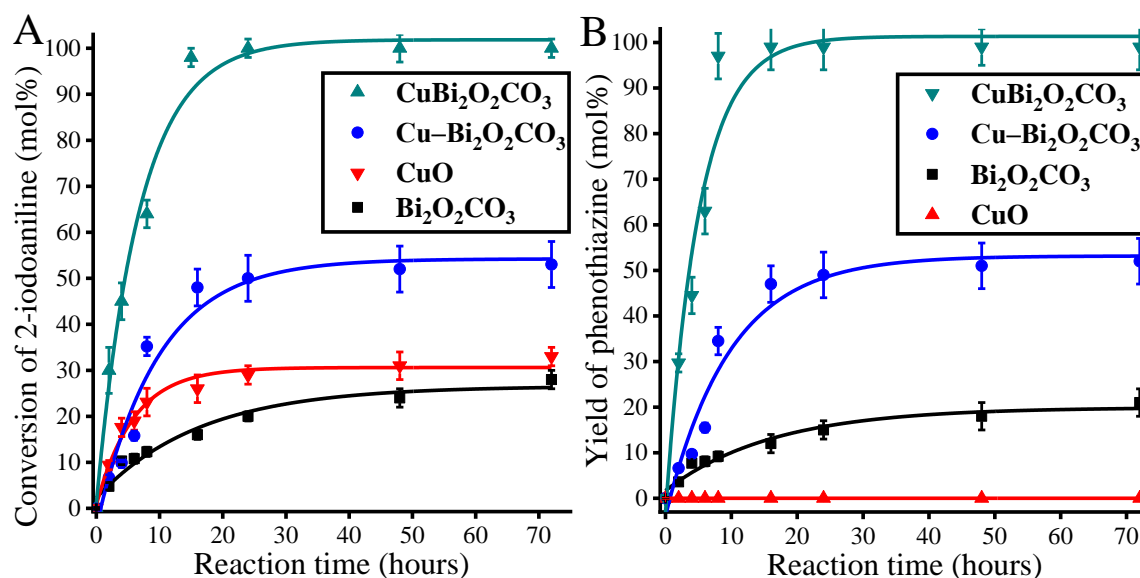 A
Conversion of 2-iodoaniline (mol%)
100
90
80
70
60
50
40
30
20
10
0
CuBi₂O₂CO₃
Cu–Bi₂O₂CO₃
CuO
Bi₂O₂CO₃
0 10 20 30 40 50 60 70
Reaction time (hours)
B
Yield of phenothiazine (mol%)
100
90
80
70
60
50
40
30
20
10
0
CuBi₂O₂CO₃
Cu–Bi₂O₂CO₃
Bi₂O₂CO₃
CuO
0 10 20 30 40 50 60 70
Reaction time (hours)